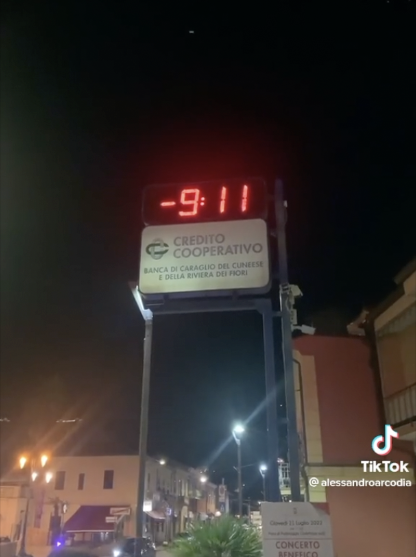 -9:11
CREDITO
COOPERATIVO
BANCA DI CARAGLIO DEL CUNEESE
E DELLA RIVIERA DEI FIORI
TikTok
@alessandroarcodia
CONCERTO